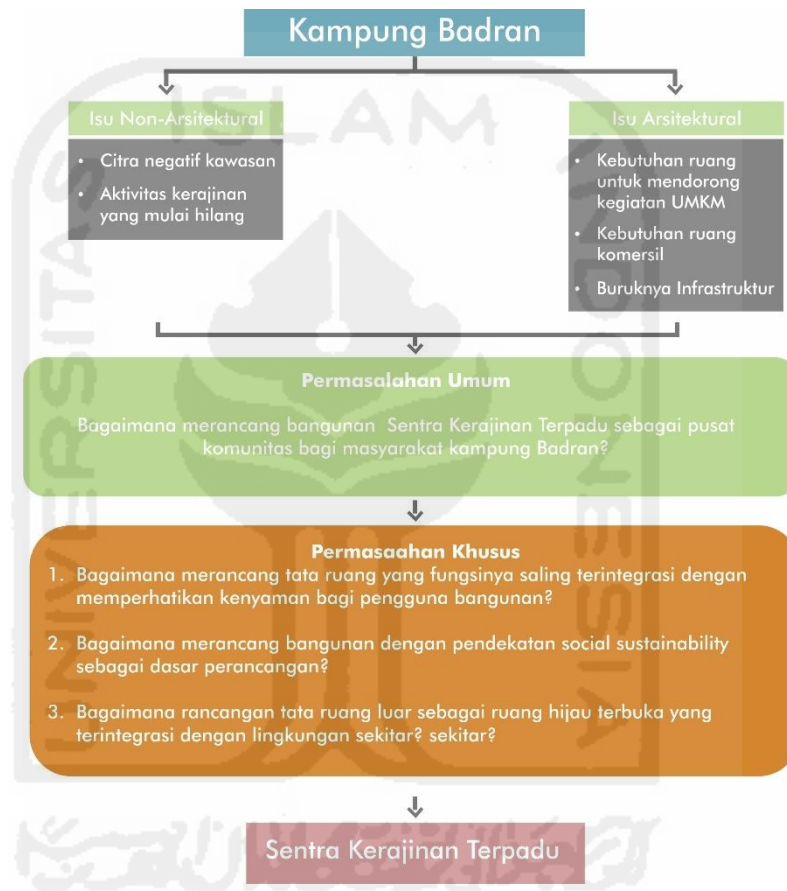 Kampung Badran
Isu Non-Arsitektural
• Citra negatif kawasan
• Aktivitas kerajinan
yang mulai hilang
Isu Arsitektural
• Kebutuhan ruang
untuk mendorong
kegiatan UMKM
• Kebutuhan ruang
komersil
• Buruknya Infrastruktur
Permasalahan Umum
Bagaimana merancang bangunan Sentra Kerajinan Terpadu sebagai pusat
komunitas bagi masyarakat kampung Badran?
Permasaahan Khusus
1. Bagaimana merancang tata ruang yang fungsinya saling terintegrasi dengan
memperhatikan kenyaman bagi pengguna bangunan?
2. Bagaimana merancang bangunan dengan pendekatan social sustainability
sebagai dasar perancangan?
3. Bagaimana rancangan tata ruang luar sebagai ruang hijau terbuka yang
terintegrasi dengan lingkungan sekitar? sekitar?
Sentra Kerajinan Terpadu
UNIVERSITAS
ISLAM
INDONESIA